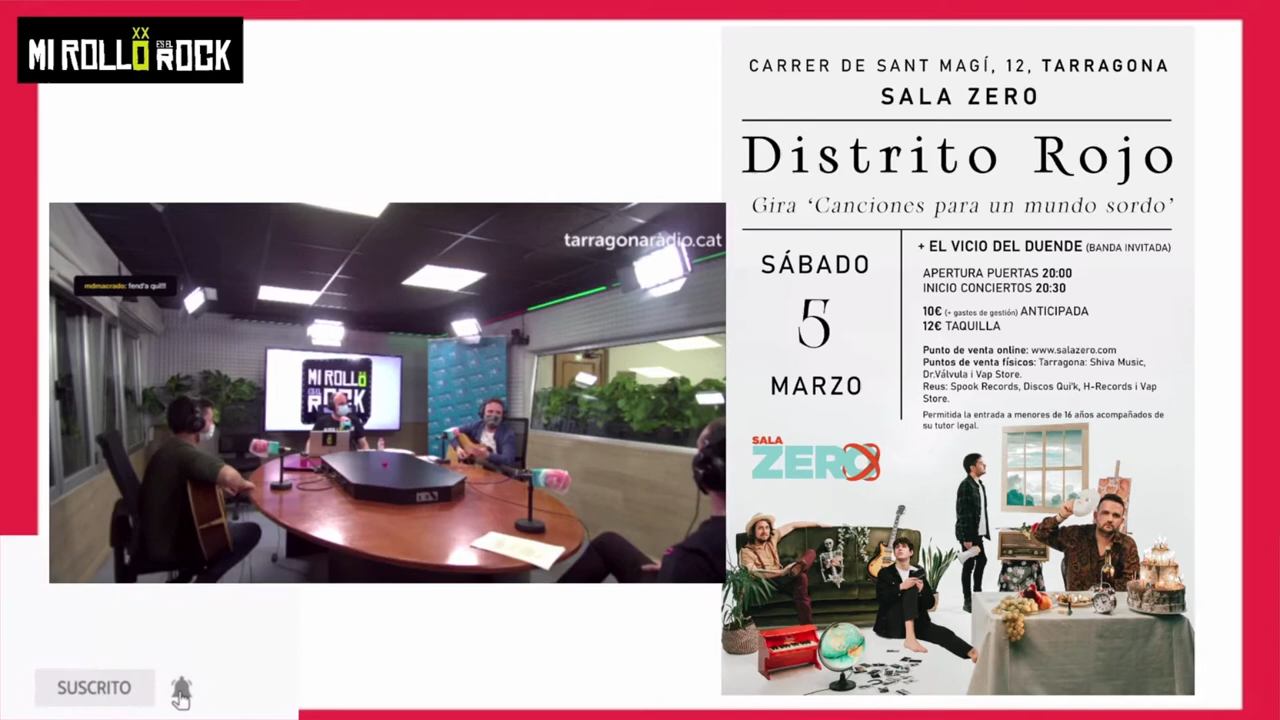 MI ROLLO ES EL ROCK
CARRER DE SANT MAGÍ, 12, TARRAGONA
SALA ZERO
Distrito Rojo
Gira ‘Canciones para un mundo sordo’
SÁBADO
5
MARZO
+ EL VICIO DEL DUENDE (BANDA INVITADA)
APERTURA PUERTAS 20:00
INICIO CONCIERTOS 20:30
10€ (+ gastos de gestión) ANTICIPADA
12€ TAQUILLA
Punto de venta online: www.salazero.com
Puntos de venta físicos: Tarragona: Shiva Music,
Dr.Válvula i Vap Store.
Reus: Spook Records, Discos Qui'k, H-Records i Vap
Store.
Permitida la entrada a menores de 16 años acompañados de
su tutor legal.
SALA
ZERO
tarragonaràdio.cat
mdmacrado: fend'a qui!!!
MI ROLLO
ES EL
ROCK
SUSCRITO